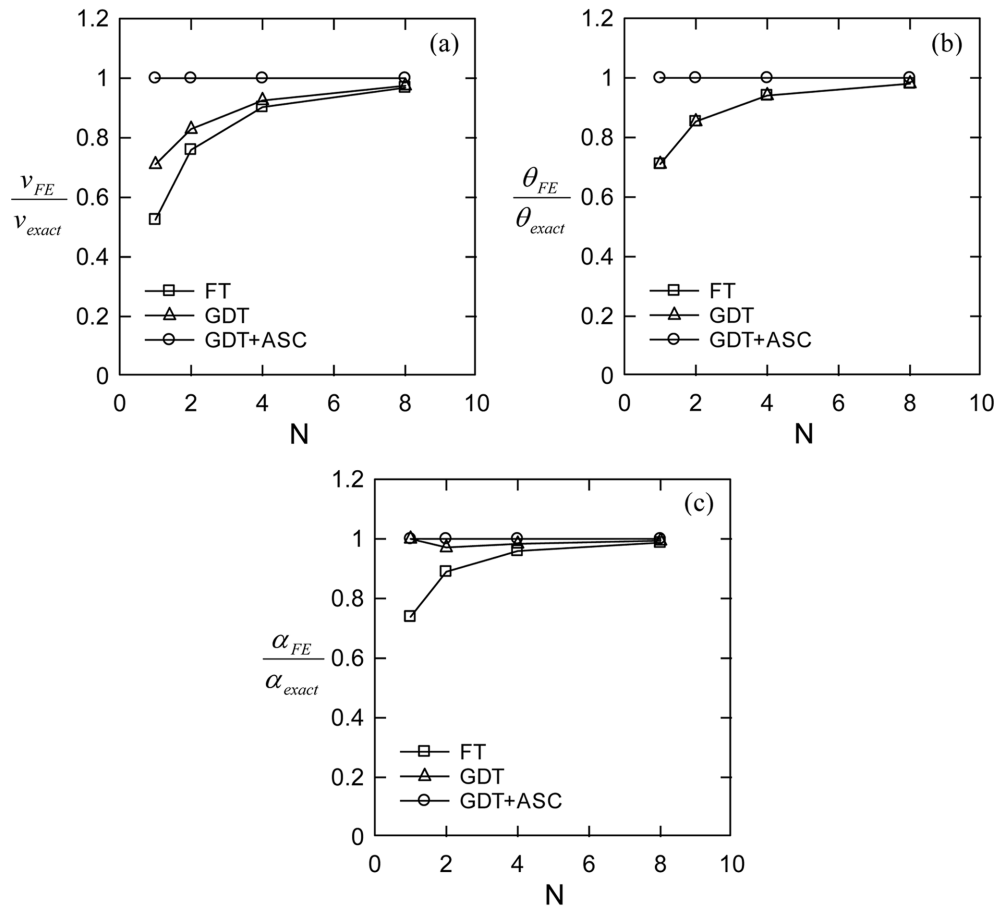 1.2
(a)
1
0.8
v_FE
v_exact
0.6
0.4
0.2
0
FT
GDT
GDT+ASC
0 2 4 6 8 10
N
1.2
(b)
1
0.8
θ_FE
θ_exact
0.6
0.4
0.2
0
FT
GDT
GDT+ASC
0 2 4 6 8 10
N
1.2
(c)
1
0.8
α_FE
α_exact
0.6
0.4
0.2
0
FT
GDT
GDT+ASC
0 2 4 6 8 10
N